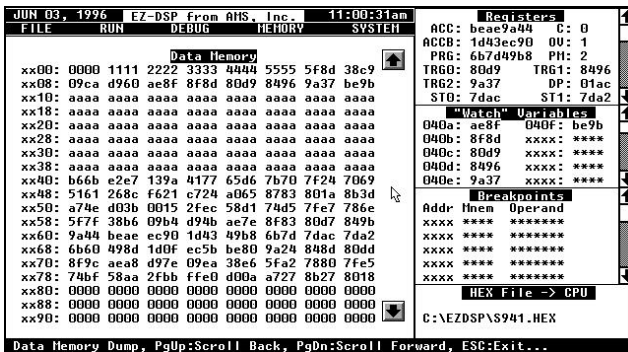 JUN 03, 1996 EZ-DSP from AMS, Inc. 11:00:31am
FILE RUN DEBUG MEMORY SYSTEM
Data Memory
xx00: 0000 1111 2222 3333 4444 5555 5f8d 38c9
xx08: 09ca d960 ae8f 8f8d 80d9 8496 9a37 be9b
xx10: aaaa aaaa aaaa aaaa aaaa aaaa aaaa aaaa
xx18: aaaa aaaa aaaa aaaa aaaa aaaa aaaa aaaa
xx20: aaaa aaaa aaaa aaaa aaaa aaaa aaaa aaaa
xx28: aaaa aaaa aaaa aaaa aaaa aaaa aaaa aaaa
xx30: aaaa aaaa aaaa aaaa aaaa aaaa aaaa aaaa
xx38: aaaa aaaa aaaa aaaa aaaa aaaa aaaa aaaa
xx40: b66b e2e7 139a 4177 65d6 7b70 7f24 7069
xx48: 5161 268c f621 c724 a065 8783 801a 8b3d
xx50: a74e d03b 0015 2fec 58d1 74d5 7fe7 786e
xx58: 5f7f 38b6 09b4 d94b ae7e 8f83 80d7 849b
xx60: 9a44 beae ec90 1d43 49b8 6b7d 7dac 7da2
xx68: 6b60 498d 1d0f ec5b be80 9a24 848d 80dd
xx70: 8f9c aea8 d97e 09ea 38e6 5fa2 7880 7fe5
xx78: 74bf 58aa 2fbb ffe0 d00a a727 8b27 8018
xx80: 0000 0000 0000 0000 0000 0000 0000 0000
xx88: 0000 0000 0000 0000 0000 0000 0000 0000
xx90: 0000 0000 0000 0000 0000 0000 0000 0000
Registers
ACC: beae9a44 C: 0
ACCB: 1d43ec90 OV: 1
PRG: 6b7d49b8 PM: 2
TRG0: 80d9 TRG1: 8496
TRG2: 9a37 DP: 01ac
ST0: 7dac ST1: 7da2
"Watch" Variables
040a: ae8f 040f: be9b
040b: 8f8d xxxx: ****
040c: 80d9 xxxx: ****
040d: 8496 xxxx: ****
040e: 9a37 xxxx: ****
Breakpoints
Addr Mnem Operand
xxxx **** *******
xxxx **** *******
xxxx **** *******
xxxx **** *******
xxxx **** *******
HEX File -> CPU
C:\EZDSP\S941.HEX
Data Memory Dump, PgUp:Scroll Back, PgDn:Scroll Forward, ESC:Exit...